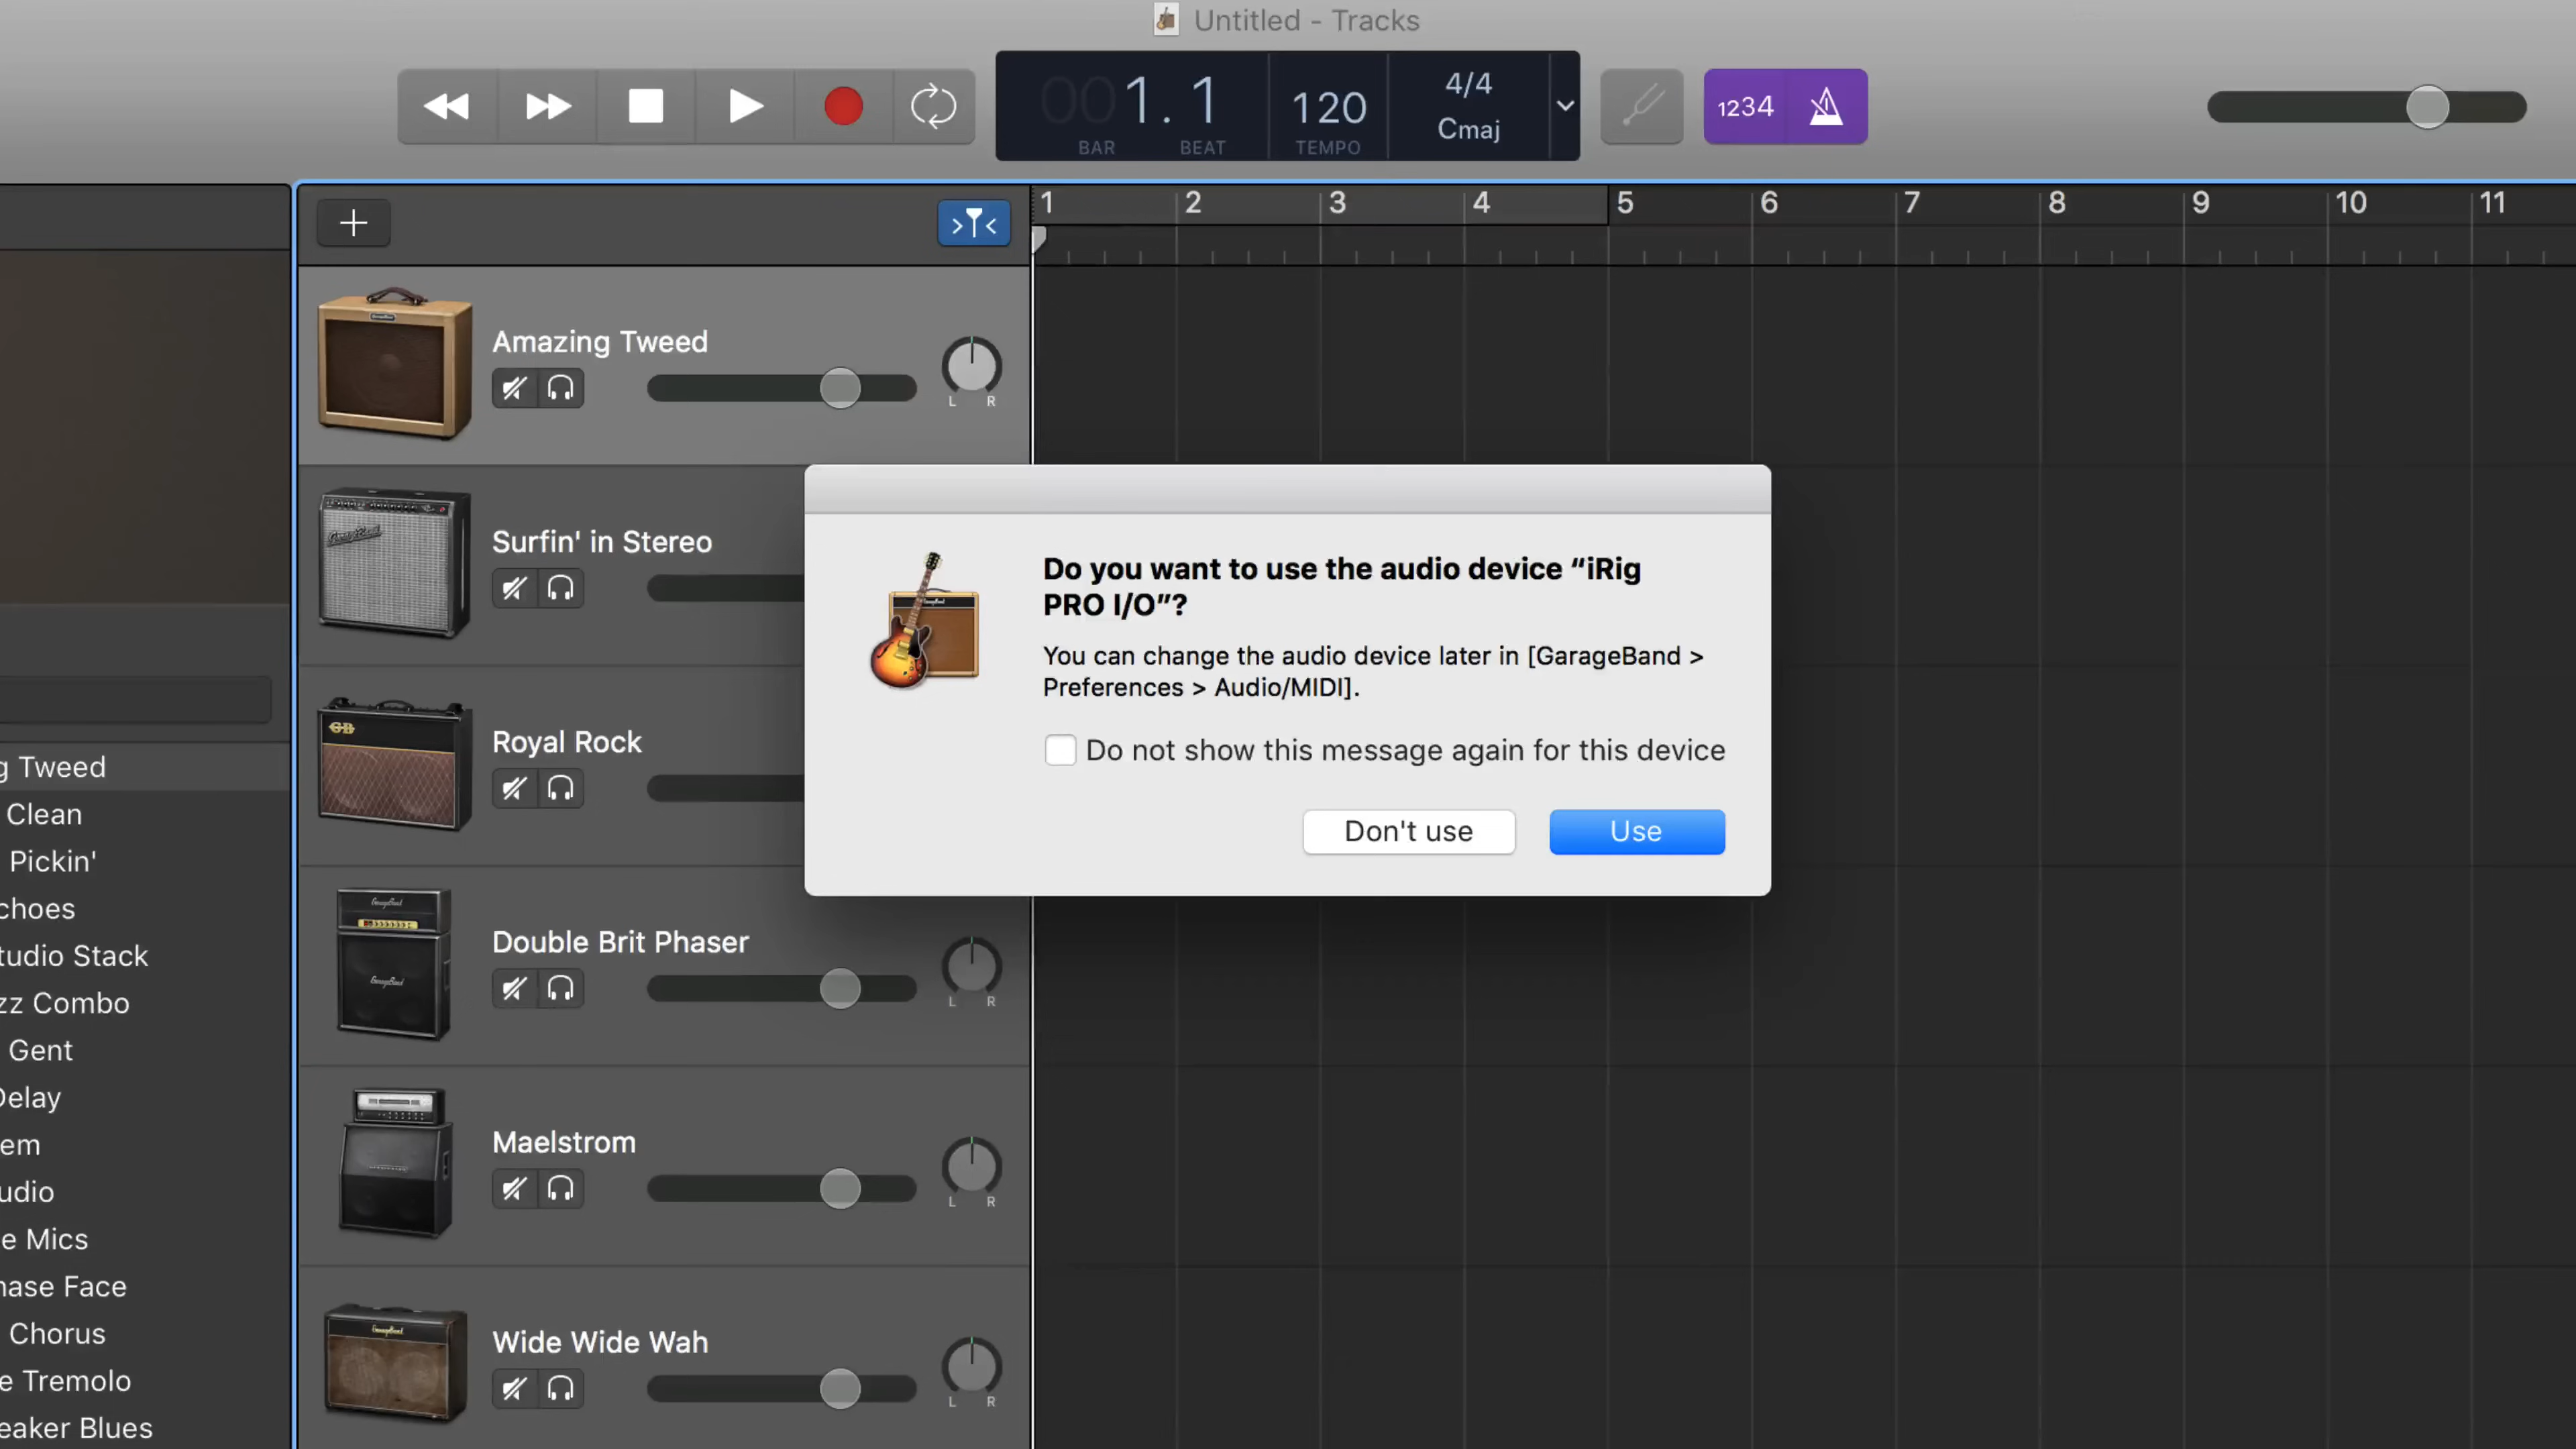 Untitled - Tracks
001. 1
BAR BEAT
120
TEMPO
4/4
Cmaj
1234
1 2 3 4 5 6 7 8 9 10 11
Amazing Tweed
L R
Surfin' in Stereo
Royal Rock
Double Brit Phaser
L R
Maelstrom
L R
Wide Wide Wah
L R
g Tweed
Clean
Pickin'
choes
tudio Stack
zz Combo
Gent
Delay
em
udio
e Mics
hase Face
Chorus
e Tremolo
eaker Blues
Do you want to use the audio device “iRig
PRO I/O”?
You can change the audio device later in [GarageBand >
Preferences > Audio/MIDI].
Do not show this message again for this device
Don't use
Use